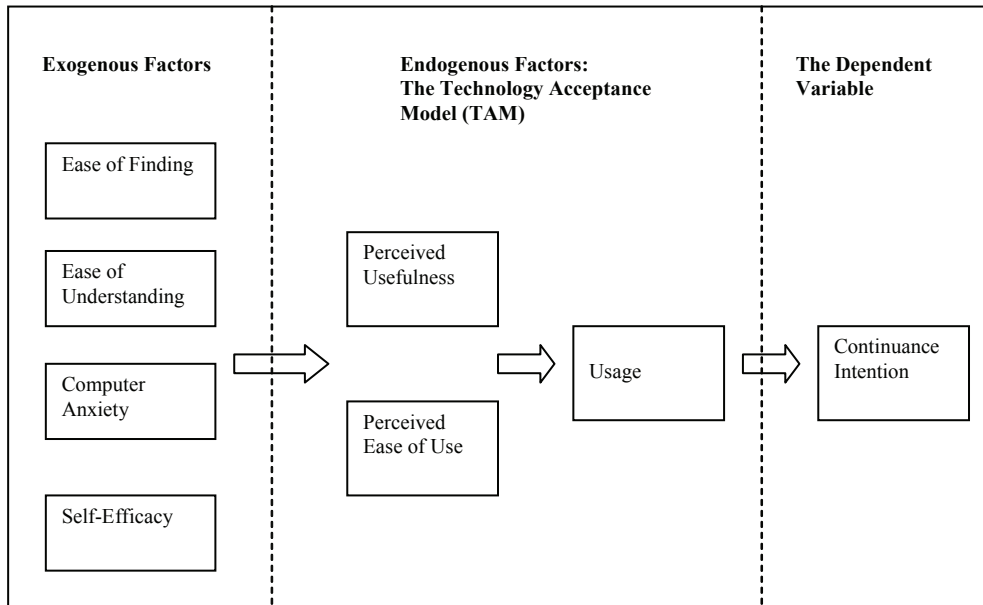 Exogenous Factors
Ease of Finding
Ease of
Understanding
Computer
Anxiety
Self-Efficacy
Endogenous Factors:
The Technology Acceptance
Model (TAM)
Perceived
Usefulness
Perceived
Ease of Use
Usage
The Dependent
Variable
Continuance
Intention